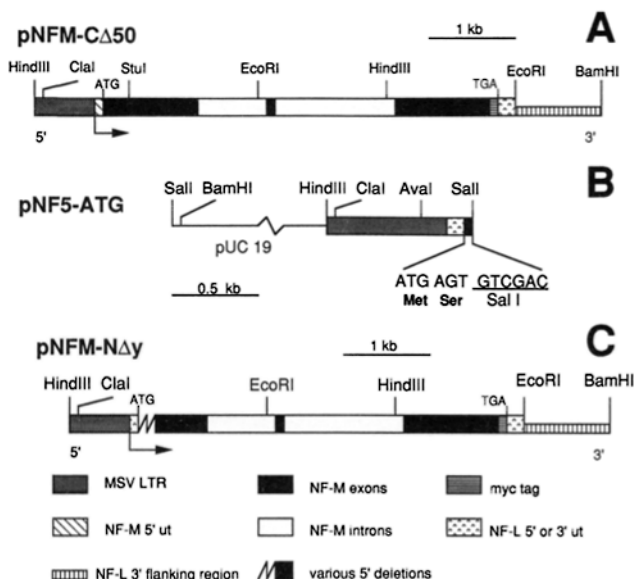 1 kb
A
pNFM-CΔ50
HindIII ClaI ATG StuI EcoRI HindIII TGA EcoRI BamHI
5' 3'
B
pNF5-ATG
SalI BamHI HindIII ClaI AvaI SalI
pUC 19
ATG AGT GTCGAC
Met Ser Sal I
0.5 kb
1 kb
C
pNFM-NΔy
HindIII ClaI ATG EcoRI HindIII TGA EcoRI BamHI
5' 3'
MSV LTR NF-M exons myc tag
NF-M 5' ut NF-M introns NF-L 5' or 3' ut
NF-L 3' flanking region various 5' deletions